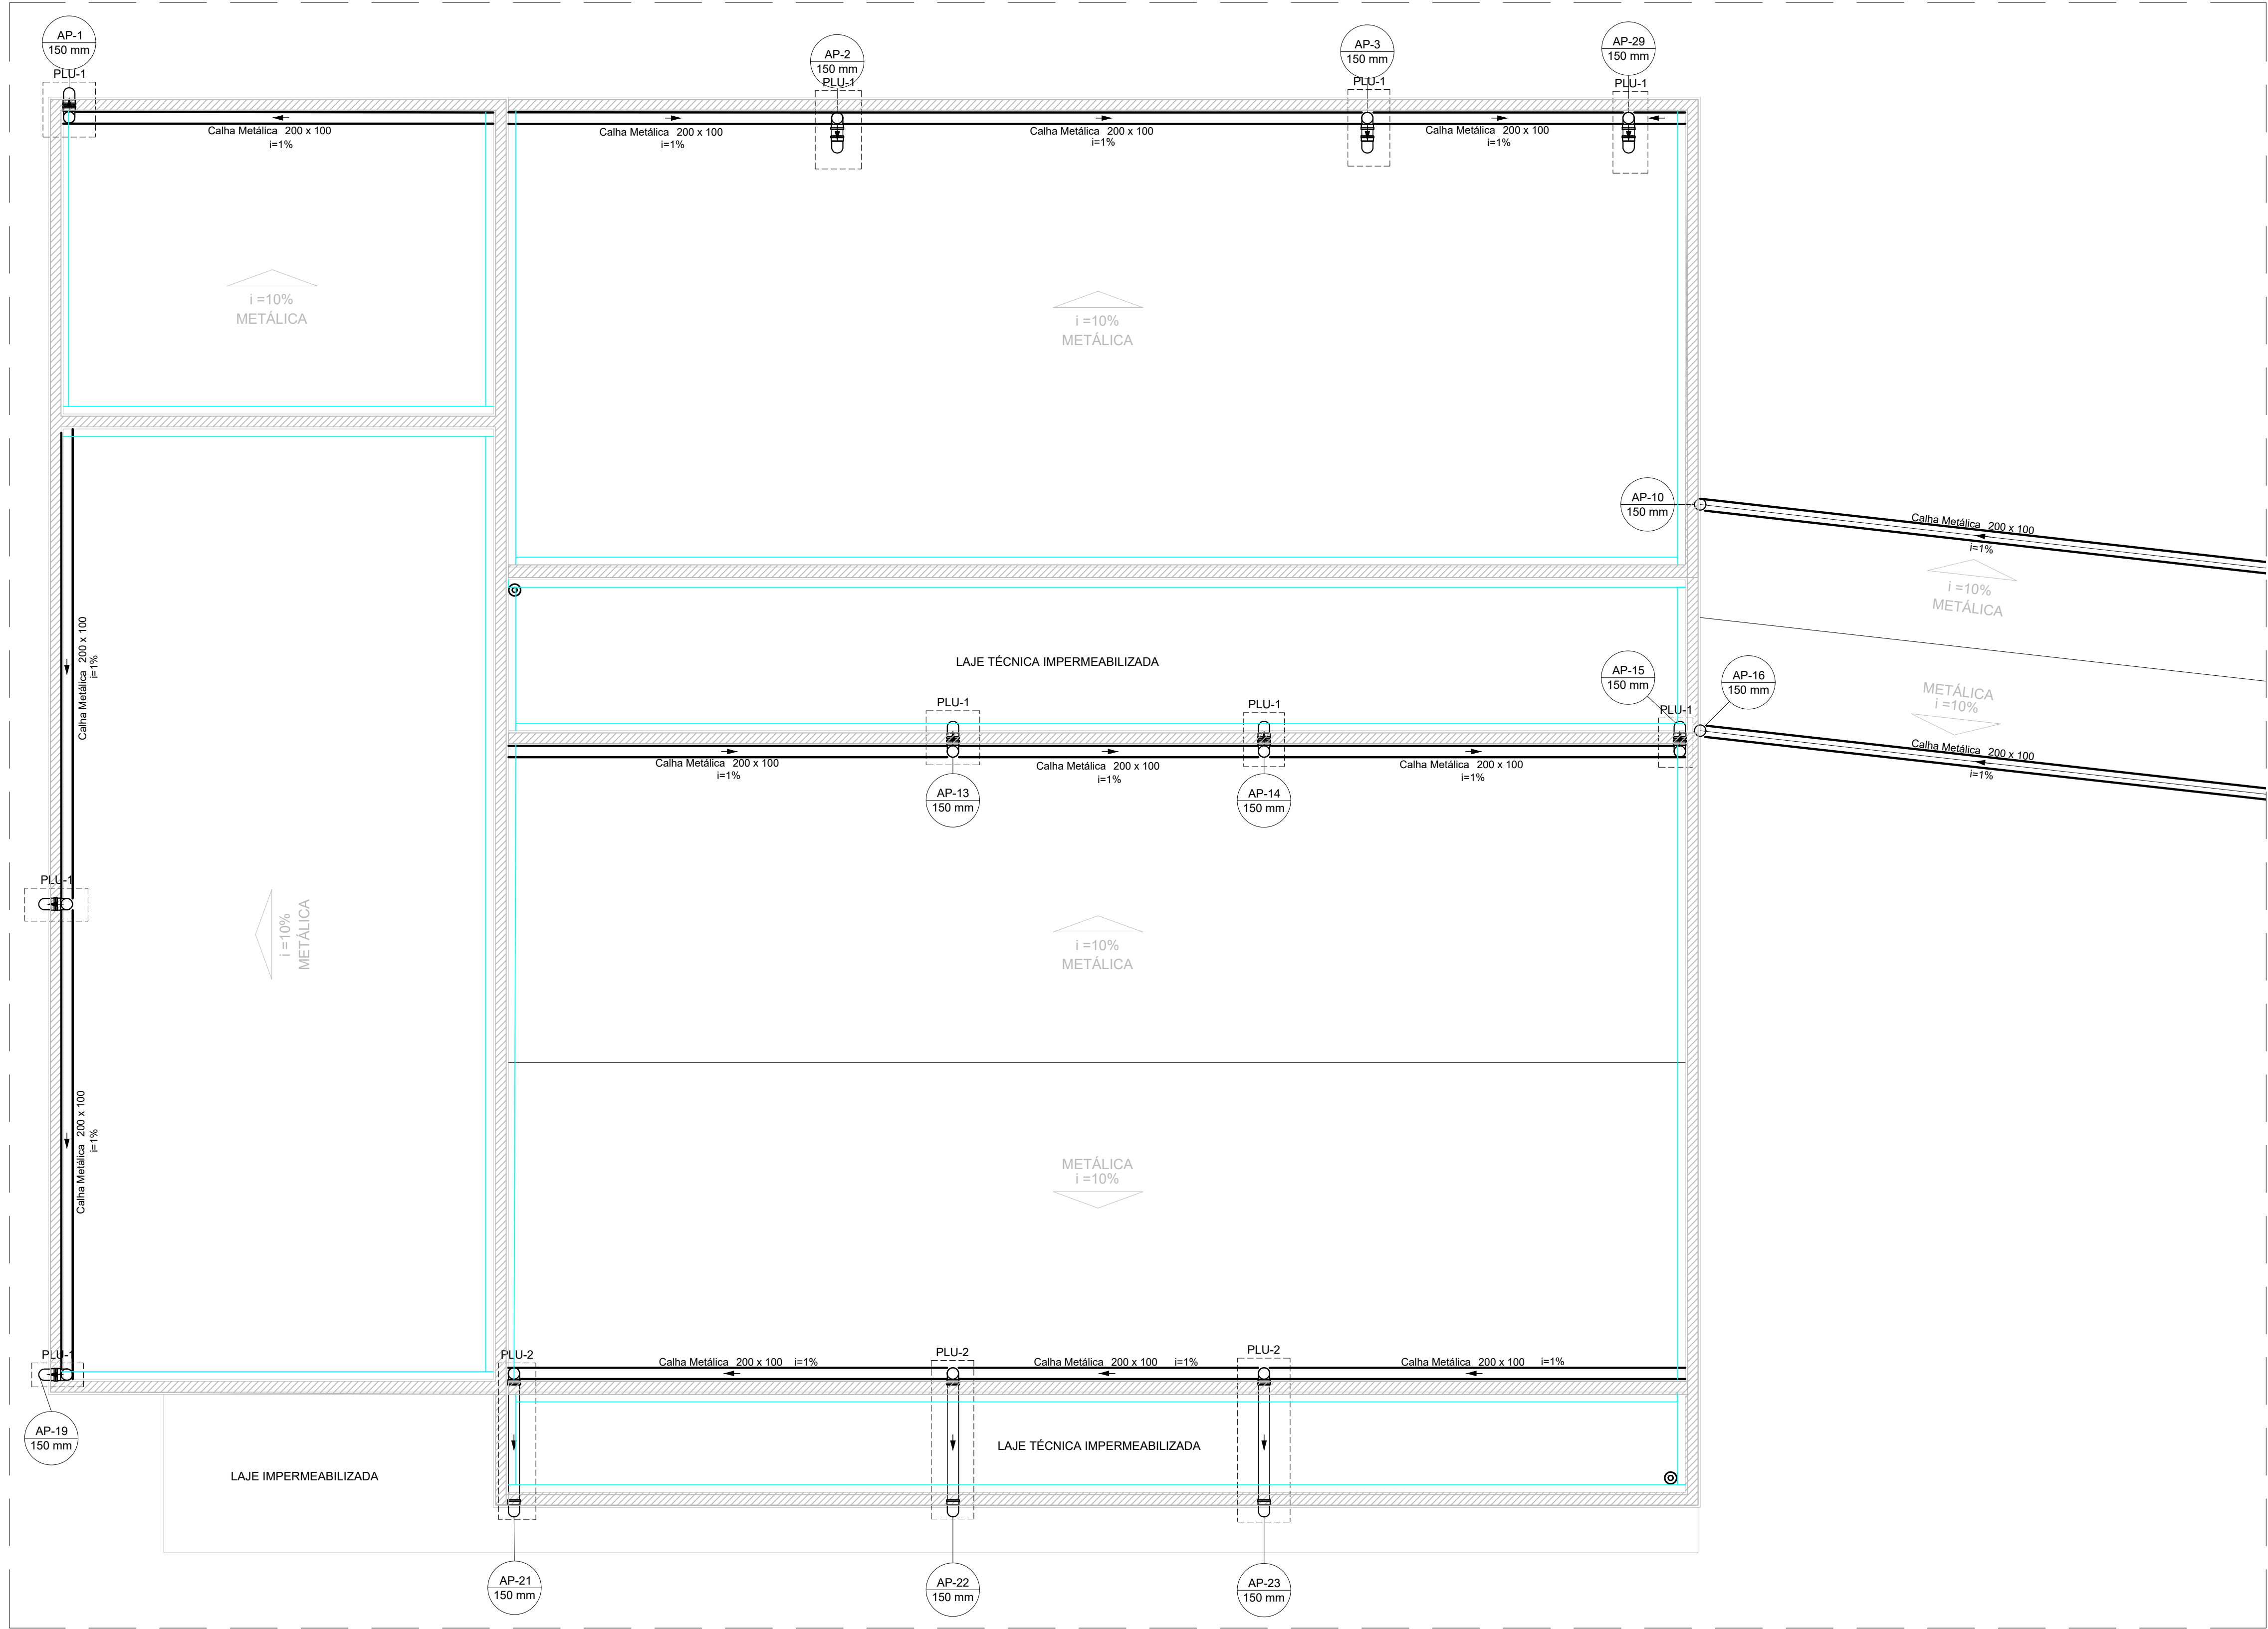 AP-1
150 mm
PLU-1
AP-2
150 mm
PLU-1
AP-3
150 mm
PLU-1
AP-29
150 mm
PLU-1
Calha Metálica 200 x 100
i=1%
Calha Metálica 200 x 100
i=1%
Calha Metálica 200 x 100
i=1%
Calha Metálica 200 x 100
i=1%
i =10%
METÁLICA
i =10%
METÁLICA
AP-10
150 mm
Calha Metálica 200 x 100
i=1%
i =10%
METÁLICA
Calha Metálica 200 x 100
i=1%
LAJE TÉCNICA IMPERMEABILIZADA
AP-15
150 mm
PLU-1
AP-16
150 mm
METÁLICA
i =10%
Calha Metálica 200 x 100
i=1%
PLU-1
PLU-1
Calha Metálica 200 x 100
i=1%
Calha Metálica 200 x 100
i=1%
Calha Metálica 200 x 100
i=1%
AP-13
150 mm
AP-14
150 mm
PLU-1
i =10%
METÁLICA
i =10%
METÁLICA
Calha Metálica 200 x 100
i=1%
METÁLICA
i =10%
PLU-1
PLU-2
Calha Metálica 200 x 100 i=1%
PLU-2
Calha Metálica 200 x 100 i=1%
PLU-2
Calha Metálica 200 x 100 i=1%
AP-19
150 mm
LAJE IMPERMEABILIZADA
LAJE TÉCNICA IMPERMEABILIZADA
AP-21
150 mm
AP-22
150 mm
AP-23
150 mm